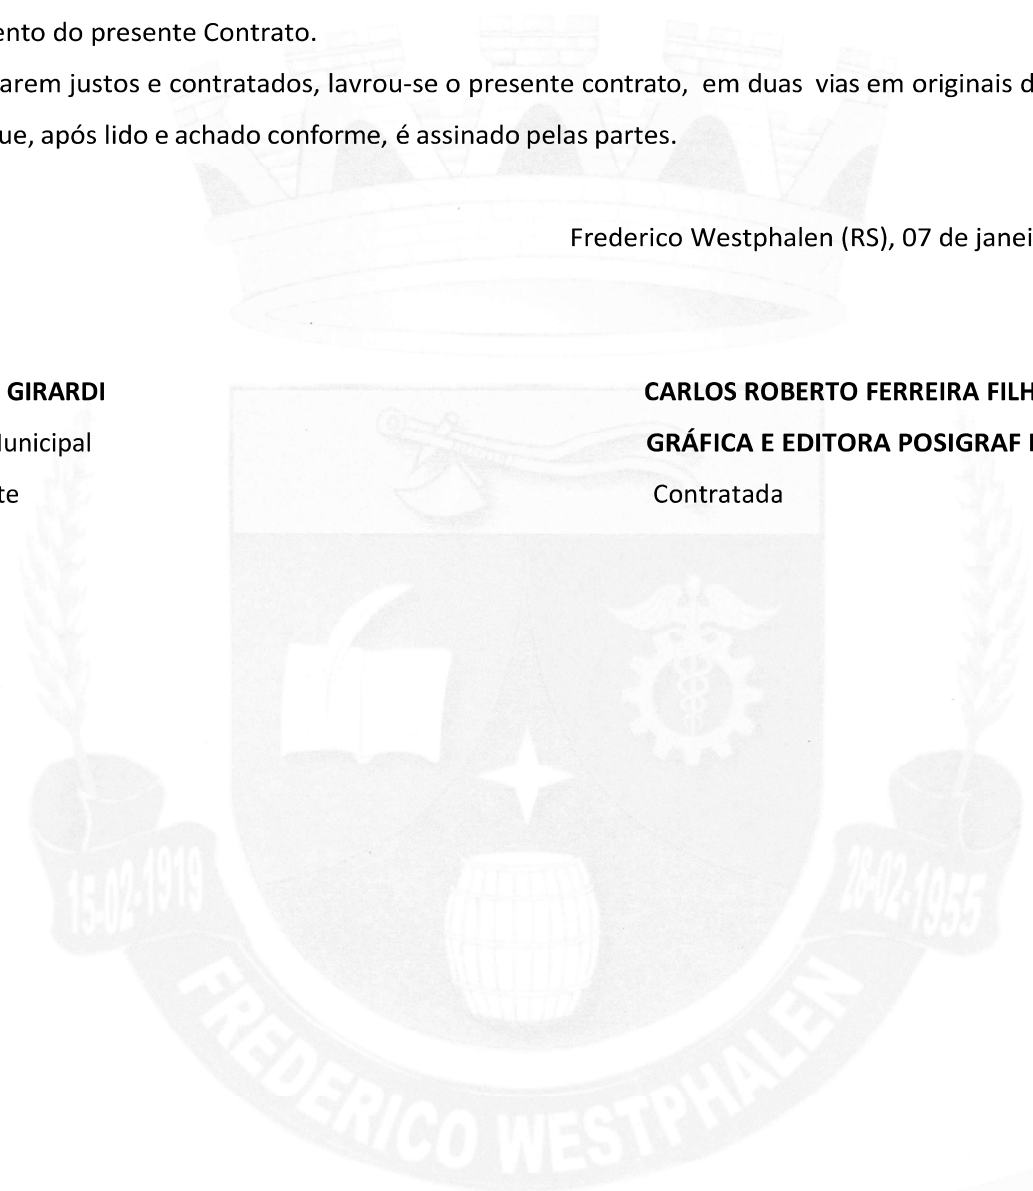 ento do presente Contrato.
arem justos e contratados, lavrou-se o presente contrato, em duas vias em originais d
ue, após lido e achado conforme, é assinado pelas partes.
Frederico Westphalen (RS), 07 de janei
GIRARDI
CARLOS ROBERTO FERREIRA FILH
unicipal
GRÁFICA E EDITORA POSIGRAF
te
Contratada
15-02-1919
28-02-1955
FREDERICO WESTPHALEN